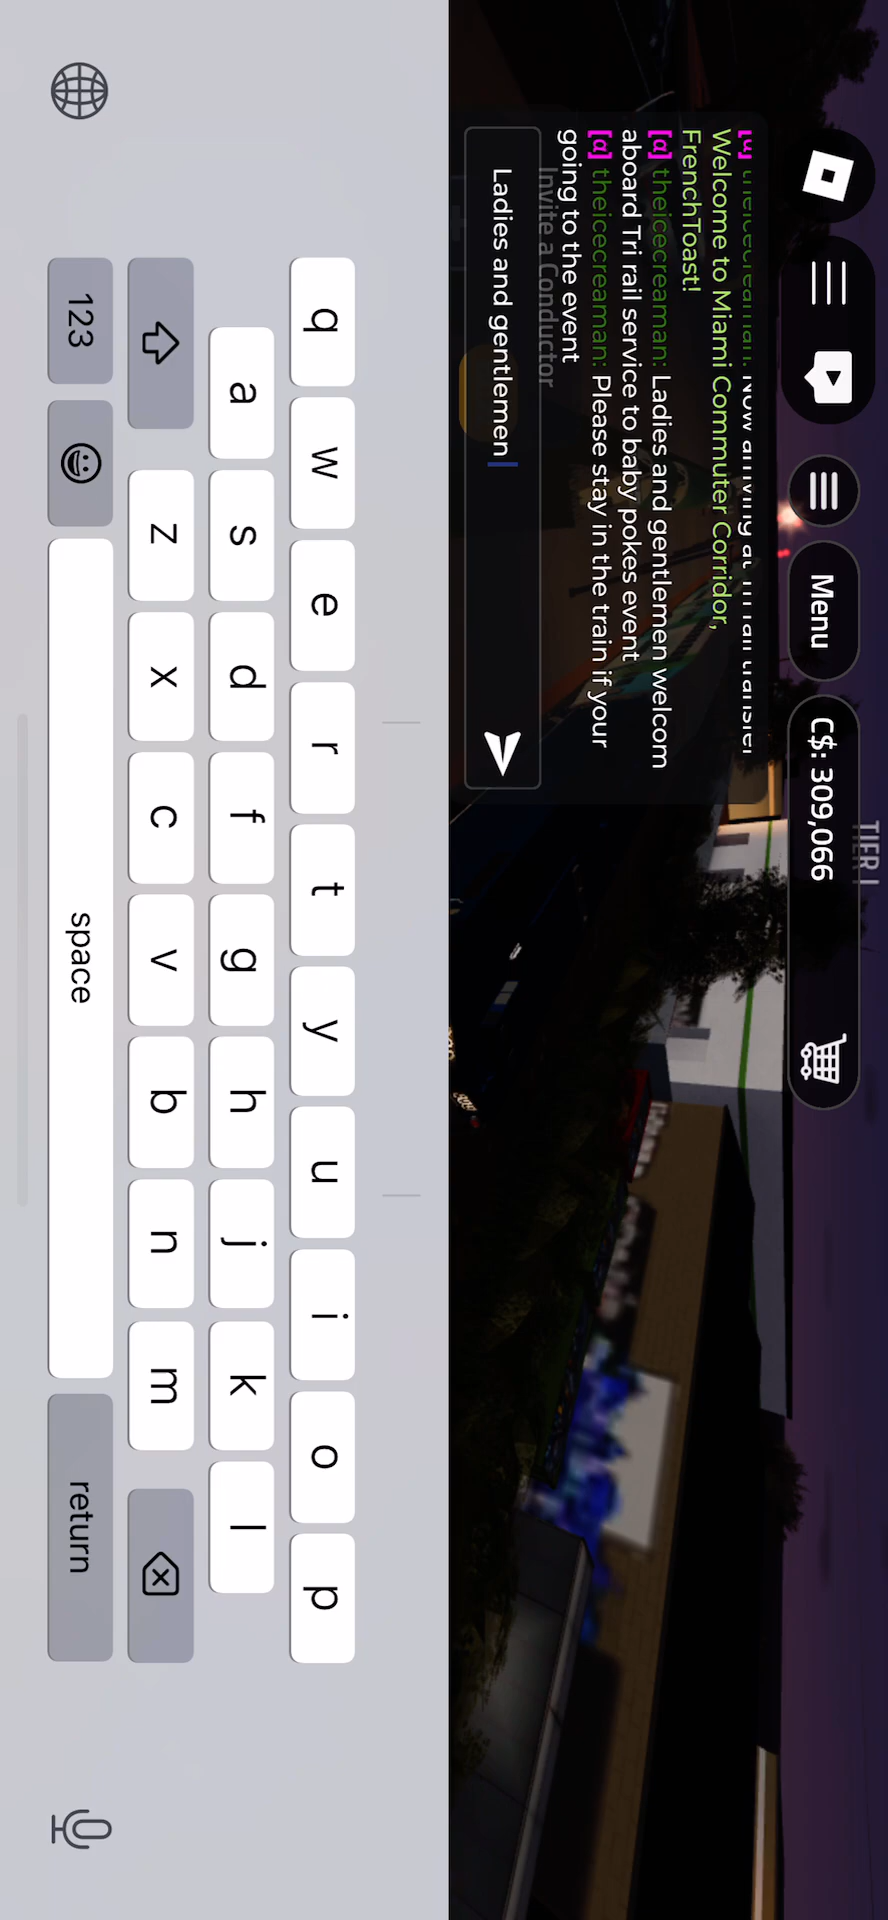 Menu
C$: 309,066
TIER I
Welcome to Miami Commuter Corridor,
FrenchToast!
[α] theicecreaman: Ladies and gentlemen welcom
aboard Tri rail service to baby pokes event
[α] theicecreaman: Please stay in the train if your
going to the event
Invite a Conductor
Ladies and gentlemen
q w e r t y u i o p
a s d f g h j k l
z x c v b n m
123 space return